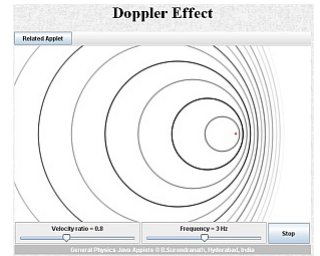 Doppler Effect
Related Applet
Velocity ratio = 0.8
Frequency = 3 Hz
Stop
General Physics Java Applets © B.Surendranath, Hyderabad, India